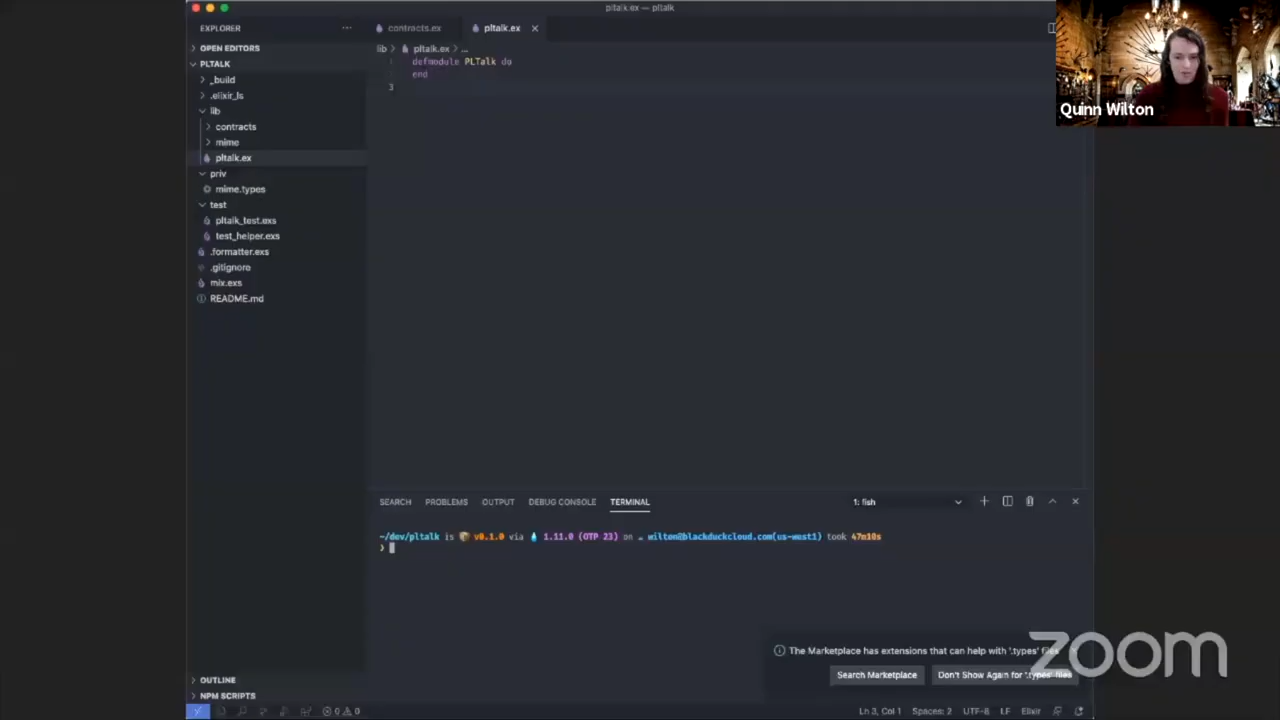 pltalk.ex — pltalk
EXPLORER
contracts.ex
pltalk.ex
OPEN EDITORS
PLTALK
_build
.elixir_ls
lib
contracts
mime
pltalk.ex
priv
mime.types
test
pltalk_test.exs
test_helper.exs
.formatter.exs
.gitignore
mix.exs
README.md
OUTLINE
NPM SCRIPTS
lib > pltalk.ex > ...
1 defmodule PLTalk do
end
3
SEARCH PROBLEMS OUTPUT DEBUG CONSOLE TERMINAL
1: fish
~/dev/pltalk is v0.1.0 via 1.11.0 (OTP 23) on wilton@blackduckcloud.com(us-west1) took 47m10s
The Marketplace has extensions that can help with '.types' files
Search Marketplace
Don't Show Again for '.types' files
0 0
Ln 3, Col 1 Spaces: 2 UTF-8 LF Elixir
Quinn Wilton
zoom